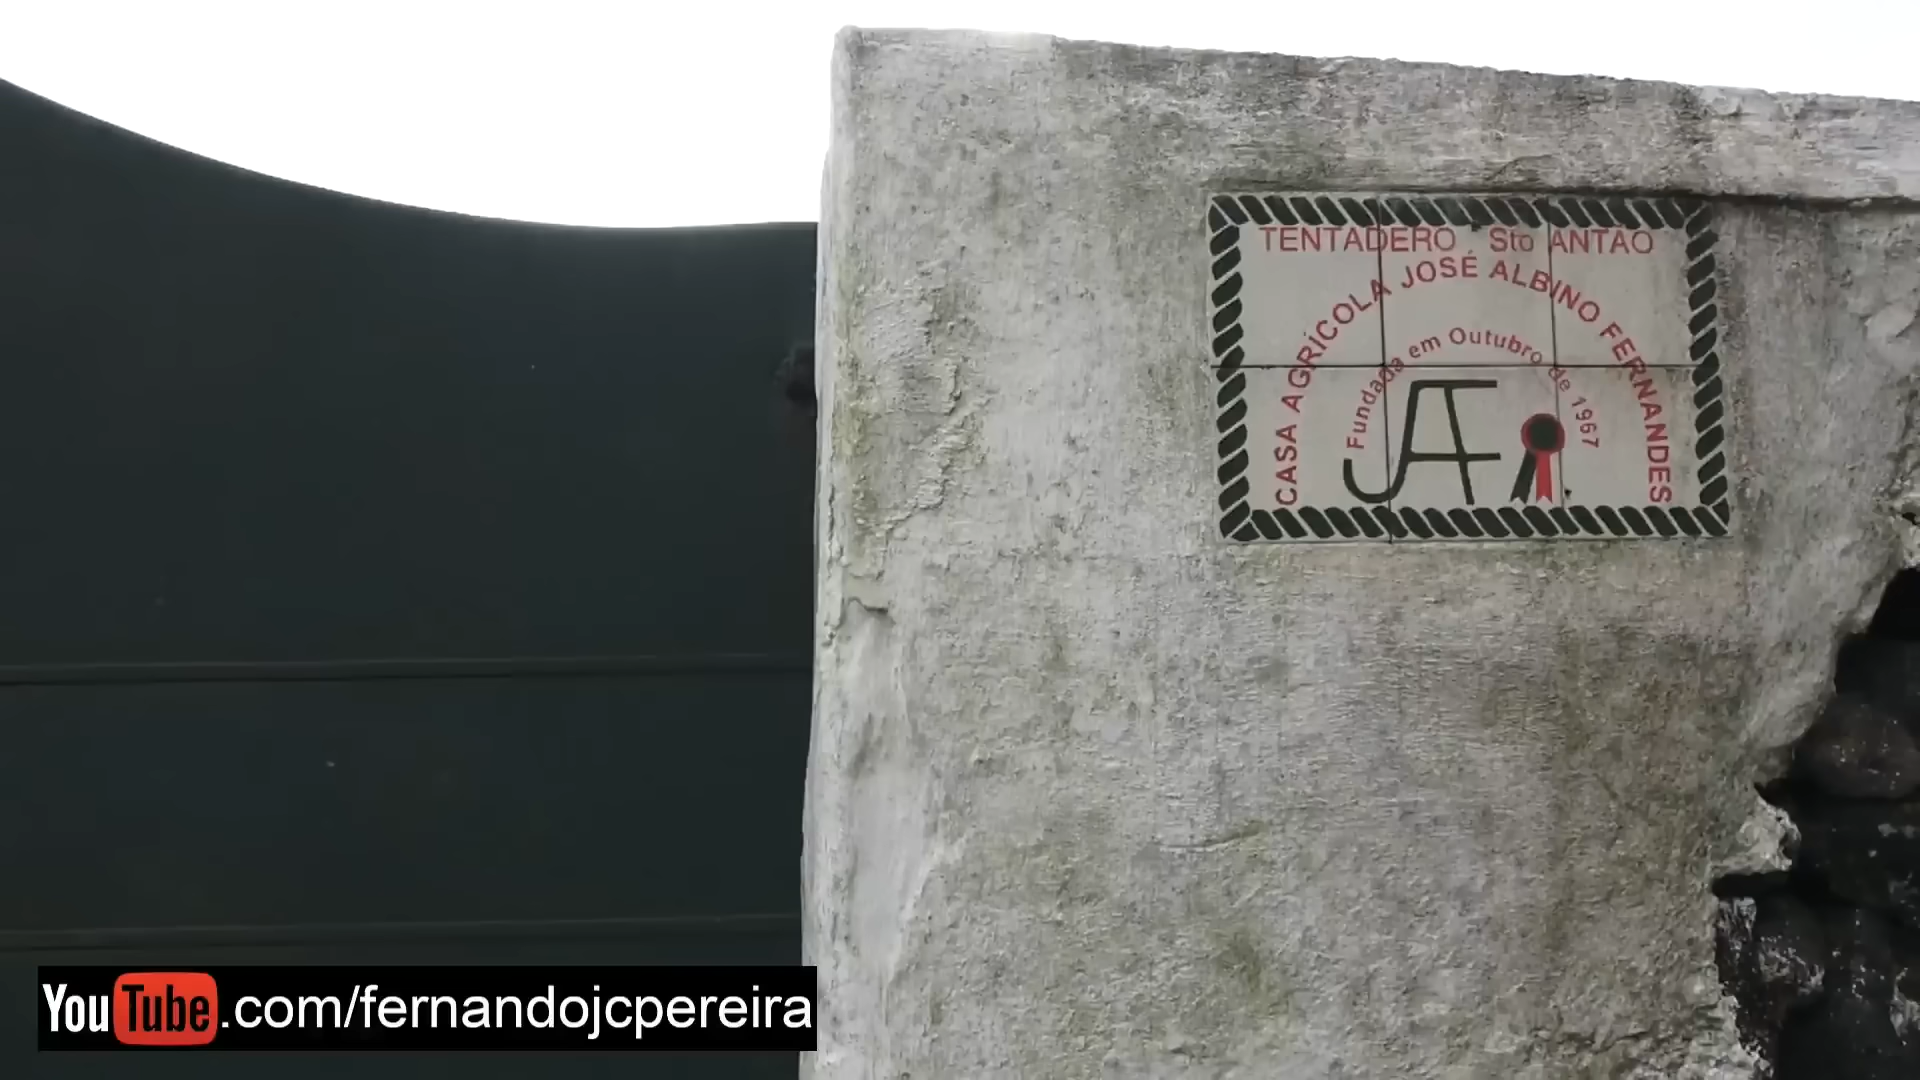 TENTADERO Sto ANTÃO
CASA AGRÍCOLA JOSÉ ALBINO FERNANDES
Fundada em Outubro de 1967
JAF
YouTube.com/fernandojcpereira